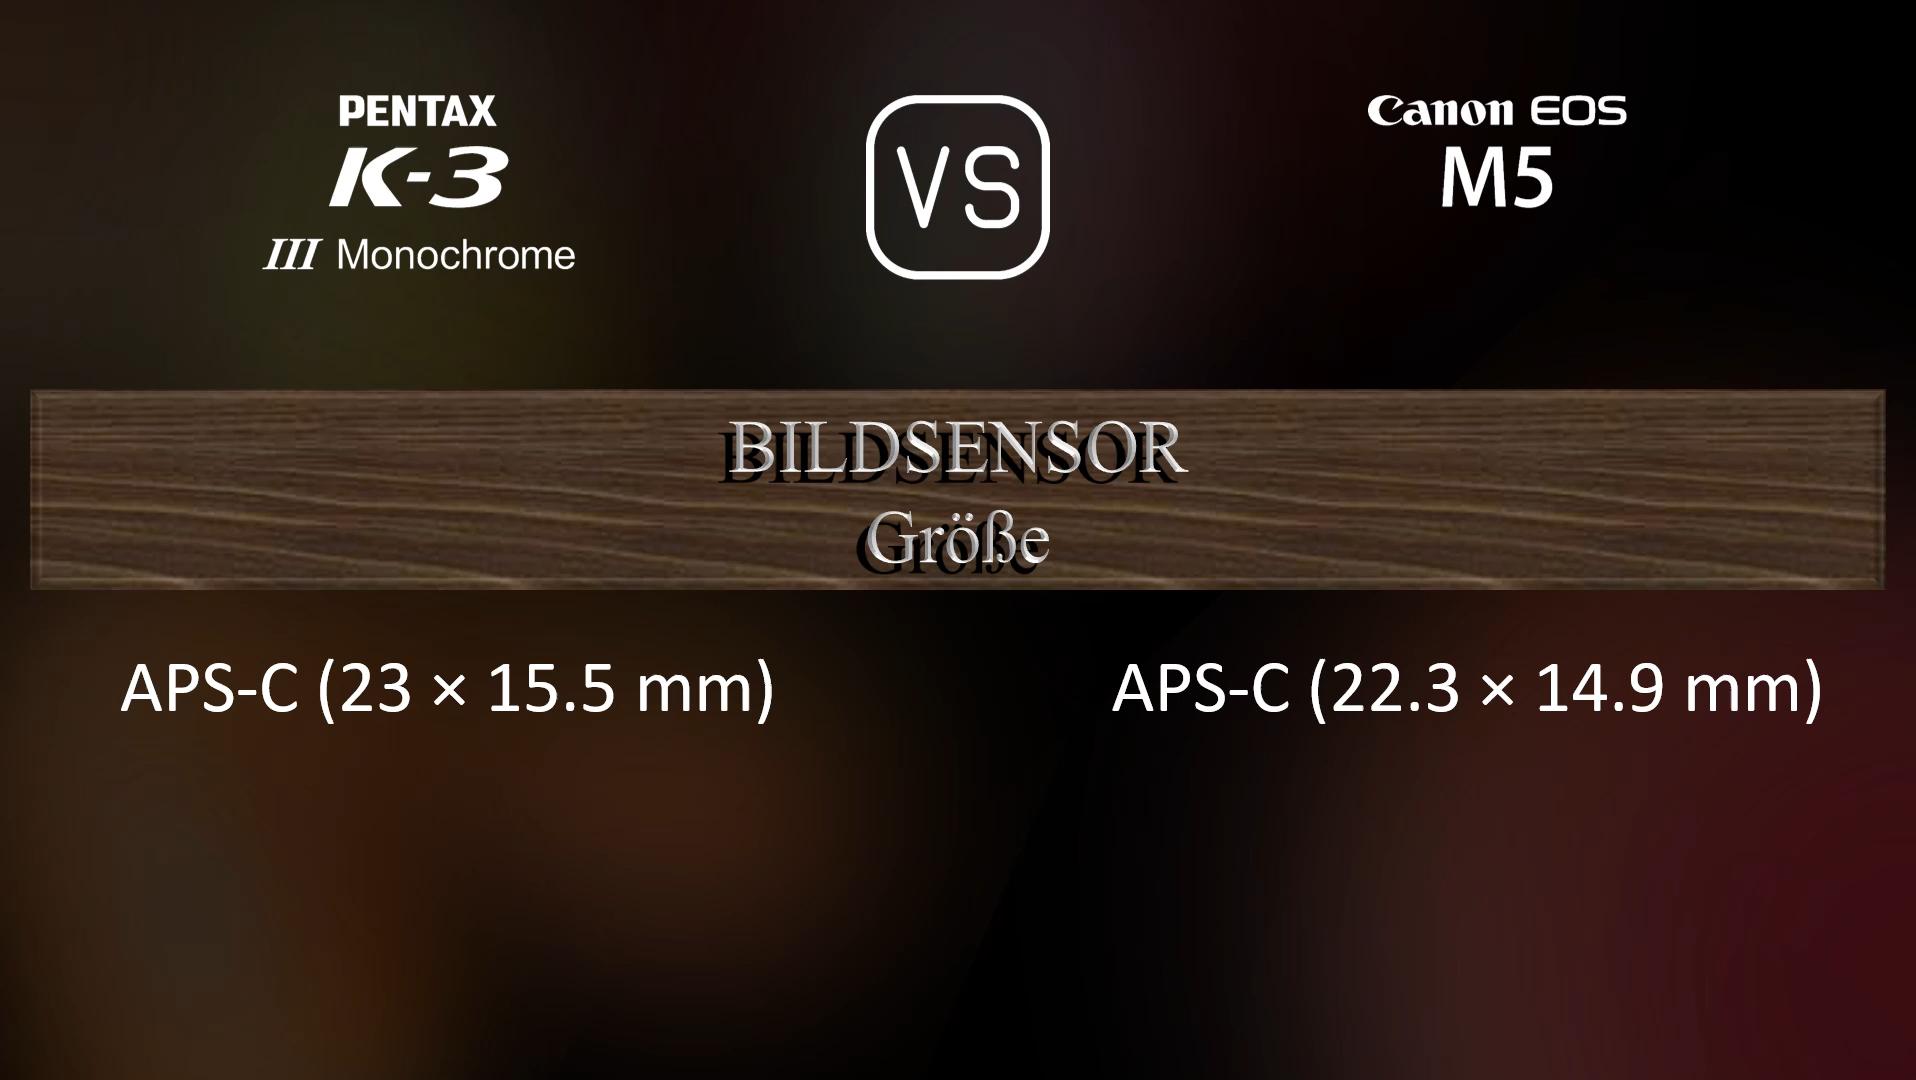 PENTAX
K-3
III Monochrome
VS
Canon EOS
M5
BILDSENSOR
Größe
APS-C (23 × 15.5 mm)
APS-C (22.3 × 14.9 mm)